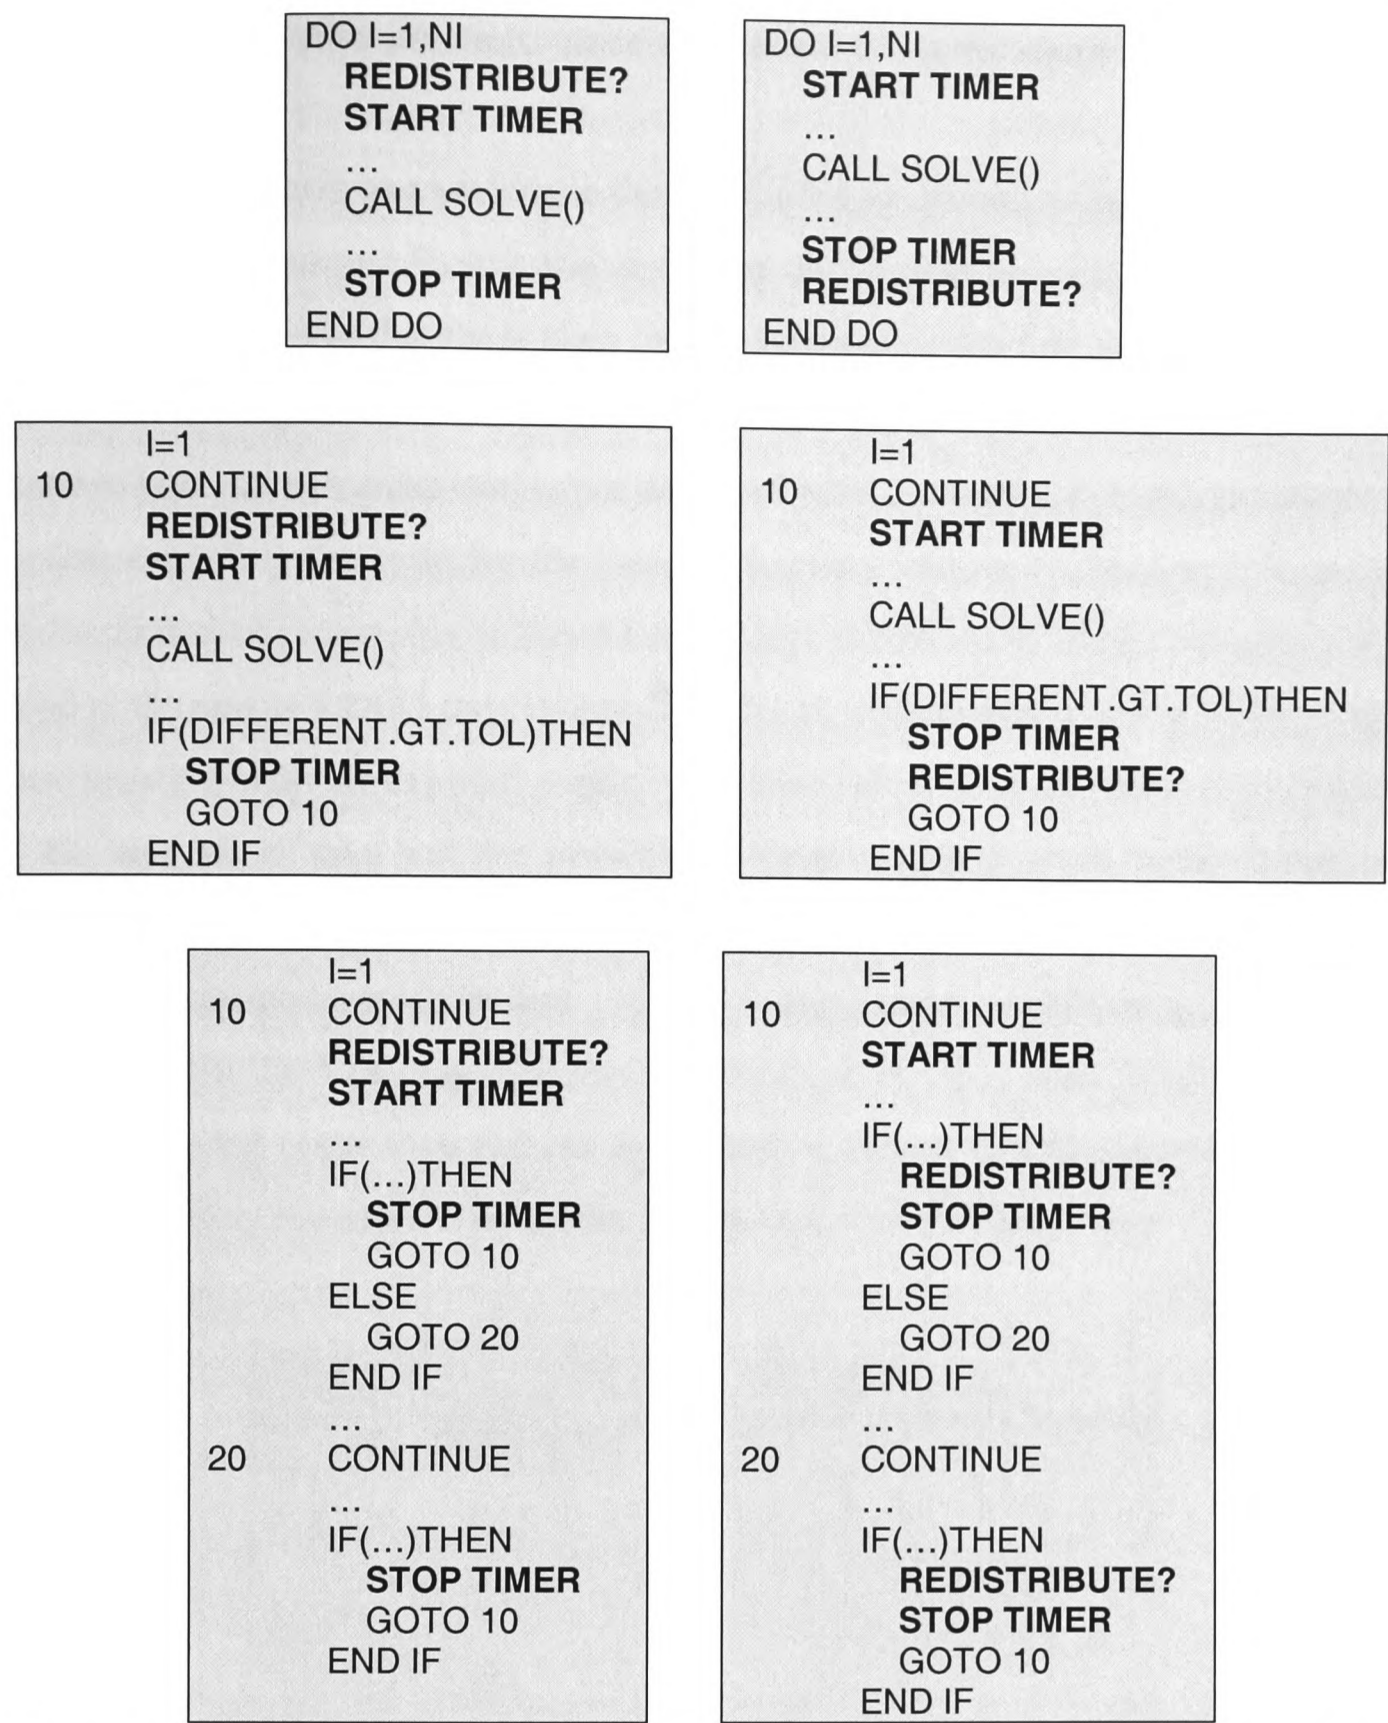 DO I=1,NI
REDISTRIBUTE?
START TIMER
...
CALL SOLVE()
...
STOP TIMER
END DO
DO I=1,NI
START TIMER
...
CALL SOLVE()
...
STOP TIMER
REDISTRIBUTE?
END DO
I=1
10 CONTINUE
REDISTRIBUTE?
START TIMER
...
CALL SOLVE()
...
IF(DIFFERENT.GT.TOL)THEN
STOP TIMER
GOTO 10
END IF
I=1
10 CONTINUE
START TIMER
...
CALL SOLVE()
...
IF(DIFFERENT.GT.TOL)THEN
STOP TIMER
REDISTRIBUTE?
GOTO 10
END IF
I=1
10 CONTINUE
REDISTRIBUTE?
START TIMER
...
IF(...)THEN
STOP TIMER
GOTO 10
ELSE
GOTO 20
END IF
...
20 CONTINUE
...
IF(...)THEN
STOP TIMER
GOTO 10
END IF
I=1
10 CONTINUE
START TIMER
...
IF(...)THEN
REDISTRIBUTE?
STOP TIMER
GOTO 10
ELSE
GOTO 20
END IF
...
20 CONTINUE
...
IF(...)THEN
REDISTRIBUTE?
STOP TIMER
GOTO 10
END IF